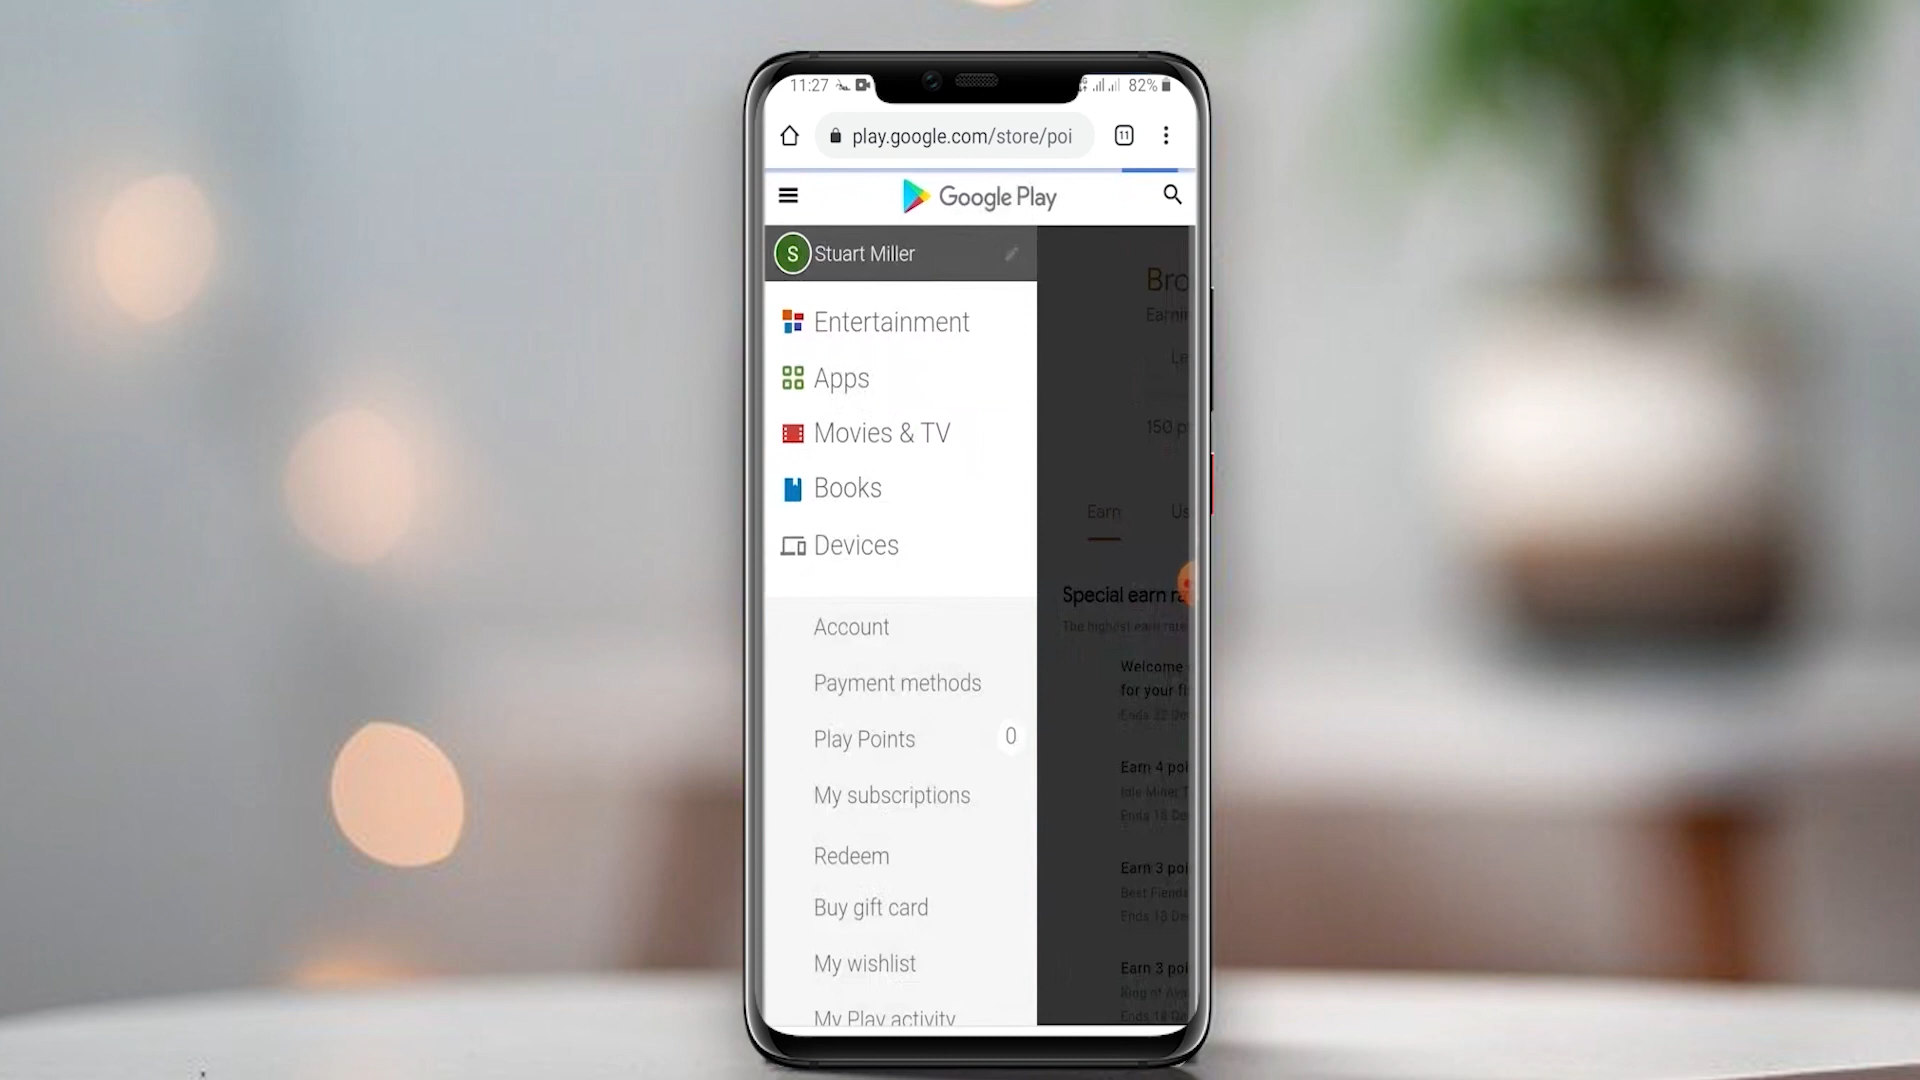 11:27
82%
play.google.com/store/poi
11
Google Play
S
Stuart Miller
Entertainment
Apps
Movies & TV
Books
Devices
Account
Payment methods
Play Points
0
My subscriptions
Redeem
Buy gift card
My wishlist
My Play activity
Bro
Earnin
Le
150 p
Earn
Us
Special earn ra
The highest earn rate
Welcome
for your fi
Ends 22 De
Earn 4 poi
Idle Miner T
Ends 18 De
Earn 3 poi
Best Fiends
Ends 18 De
Earn 3 poi
King of Ava
Ends 18 De